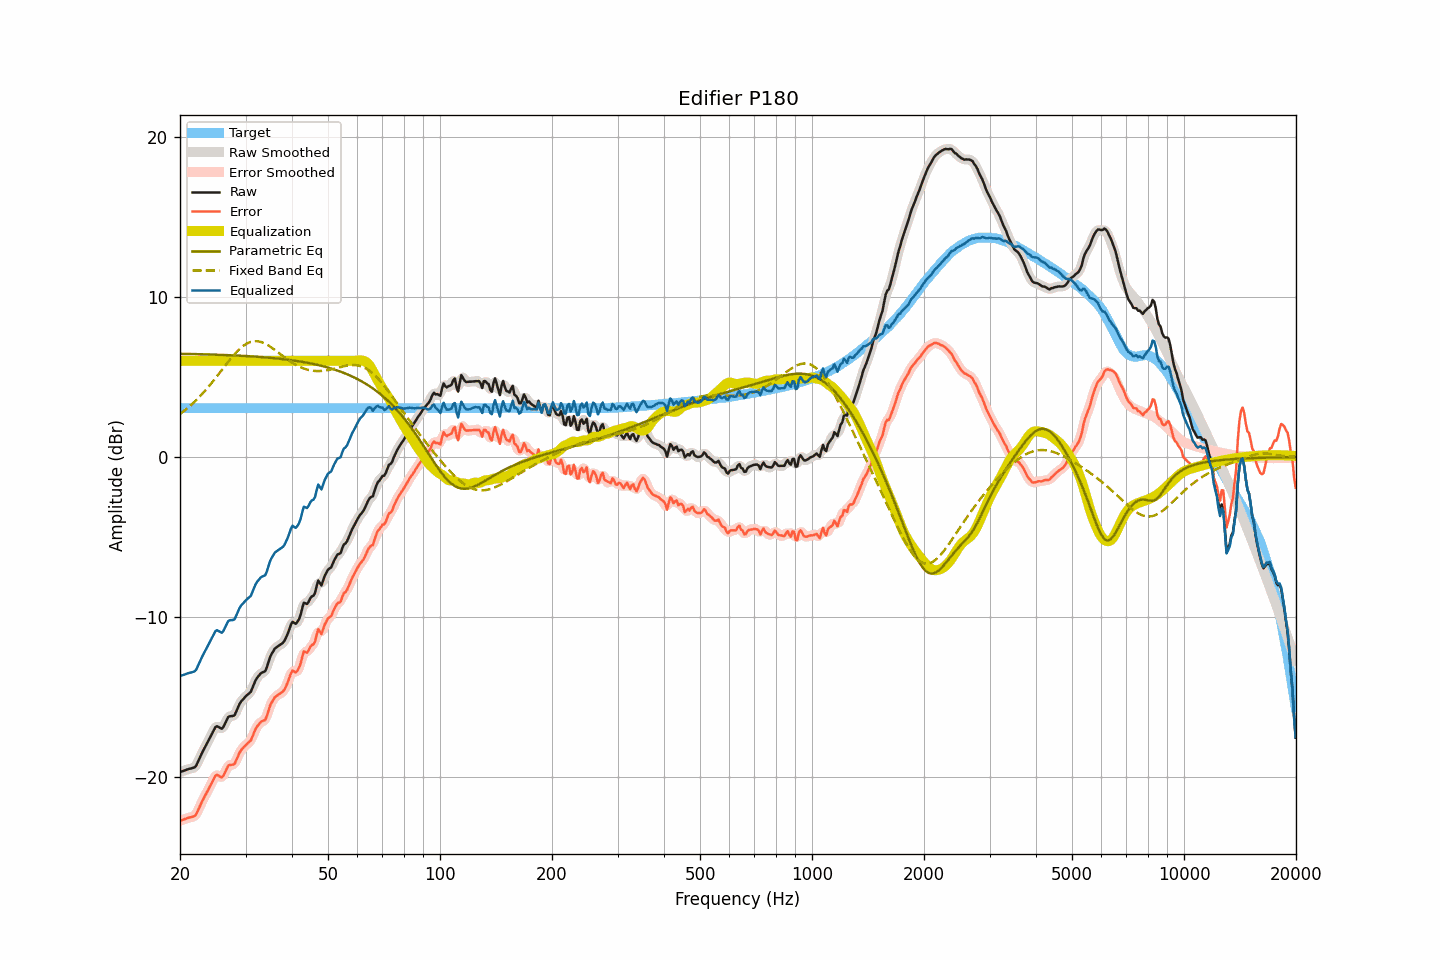 Edifier P180
Amplitude (dBr)
20
10
0
−10
−20
Target
Raw Smoothed
Error Smoothed
Raw
Error
Equalization
Parametric Eq
Fixed Band Eq
Equalized
20 50 100 200 500 1000 2000 5000 10000 20000
Frequency (Hz)